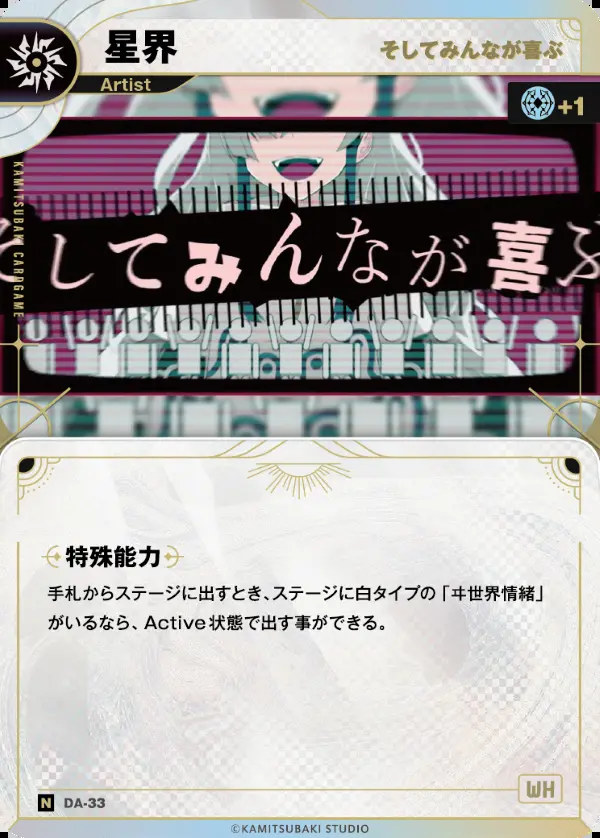 星界
そしてみんなが喜ぶ
Artist
+1
KAMITSUBAKI CARDGAME
そしてみんなが喜ぶ
特殊能力
手札からステージに出すとき、ステージに白タイプの「ヰ世界情緒」
がいるなら、Active状態で出す事ができる。
WH
N DA-33
©KAMITSUBAKI STUDIO